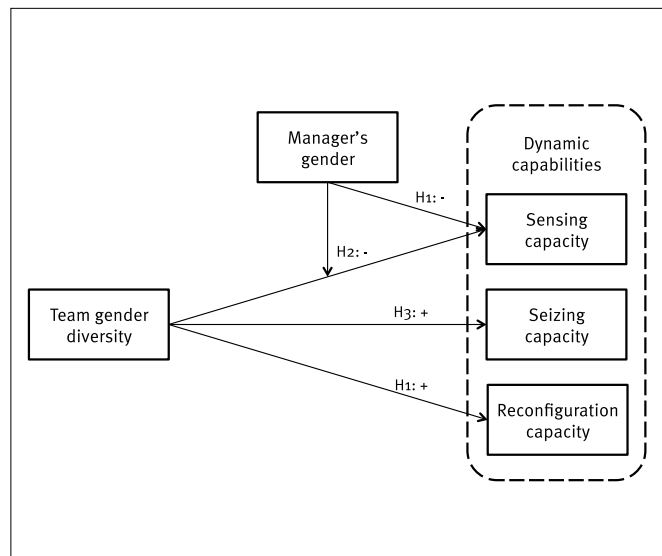 Manager's
gender
Dynamic
capabilities
H1: -
Sensing
capacity
H2: -
Team gender
diversity
H3: +
Seizing
capacity
H1: +
Reconfiguration
capacity